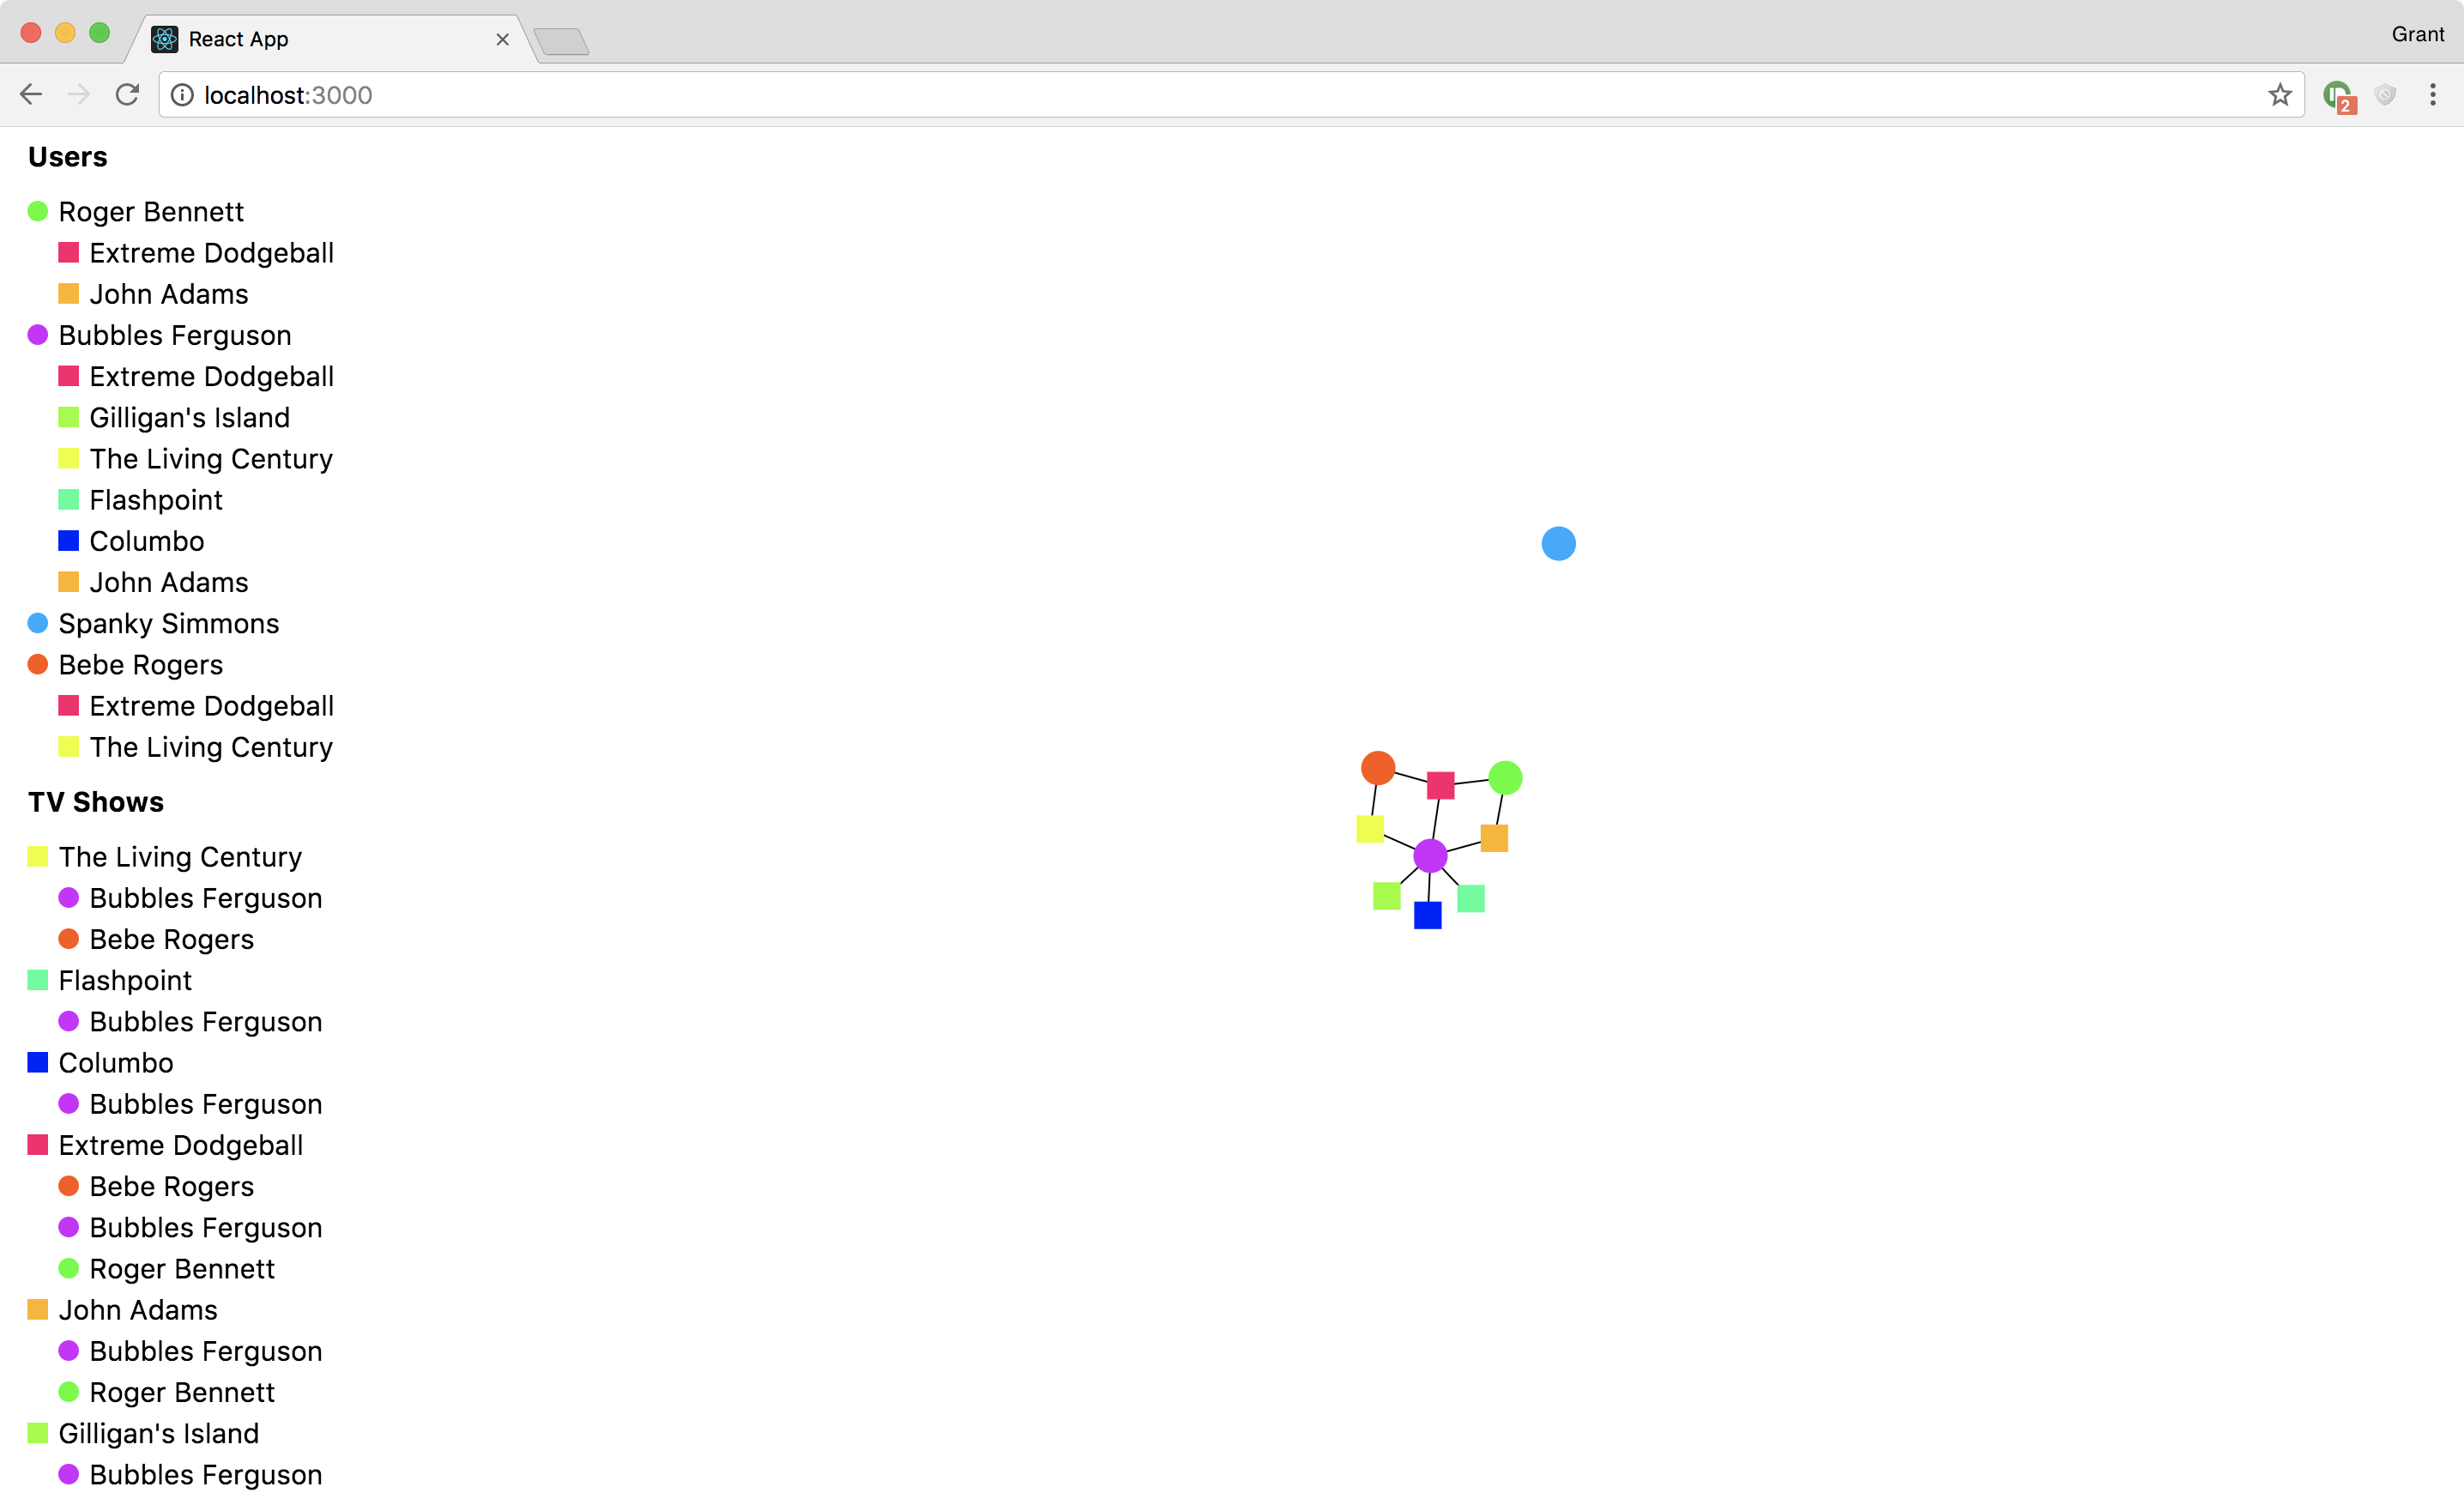 React App
Grant
localhost:3000
2
Users
Roger Bennett
Extreme Dodgeball
John Adams
Bubbles Ferguson
Extreme Dodgeball
Gilligan's Island
The Living Century
Flashpoint
Columbo
John Adams
Spanky Simmons
Bebe Rogers
Extreme Dodgeball
The Living Century
TV Shows
The Living Century
Bubbles Ferguson
Bebe Rogers
Flashpoint
Bubbles Ferguson
Columbo
Bubbles Ferguson
Extreme Dodgeball
Bebe Rogers
Bubbles Ferguson
Roger Bennett
John Adams
Bubbles Ferguson
Roger Bennett
Gilligan's Island
Bubbles Ferguson